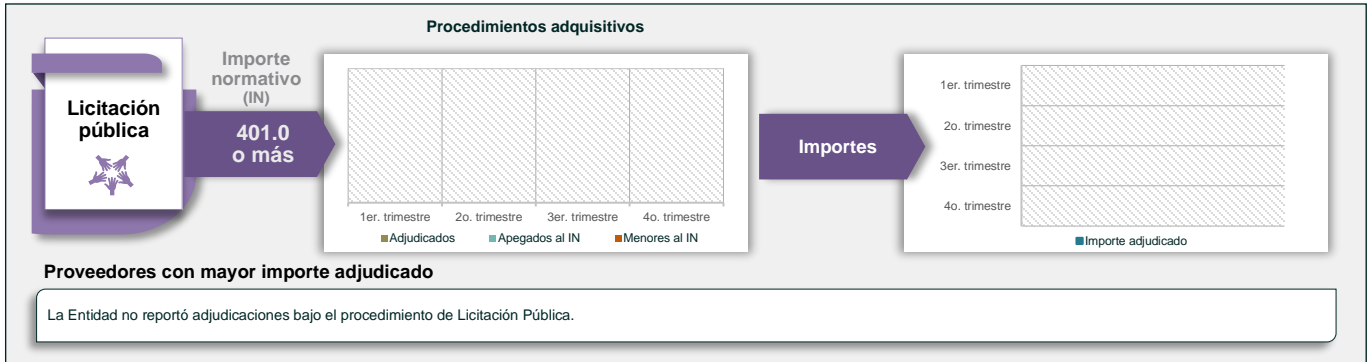 Procedimientos adquisitivos
Licitación
pública
Importe
normativo
(IN)
401.0
o más
1er. trimestre 2o. trimestre 3er. trimestre 4o. trimestre
Adjudicados Apegados al IN Menores al IN
Importes
1er. trimestre
2o. trimestre
3er. trimestre
4o. trimestre
Importe adjudicado
Proveedores con mayor importe adjudicado
La Entidad no reportó adjudicaciones bajo el procedimiento de Licitación Pública.